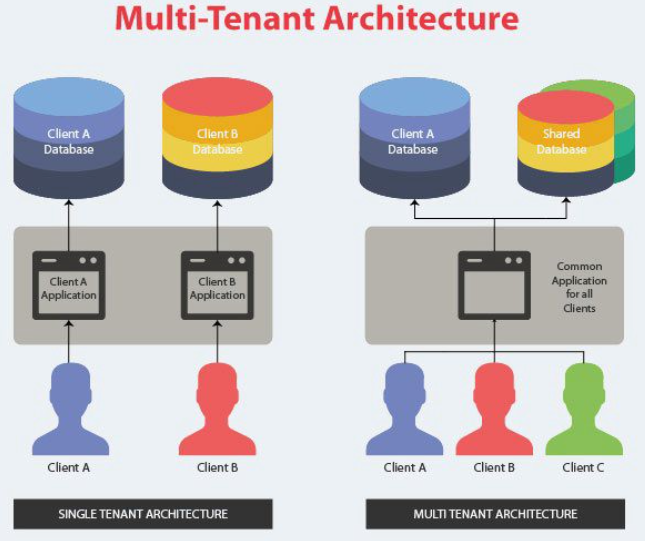 Multi-Tenant Architecture
Client A
Database
Client B
Database
Client A
Database
Shared
Database
Client A
Application
Client B
Application
Common
Application
for all
Clients
Client A
Client B
Client A
Client B
Client C
SINGLE TENANT ARCHITECTURE
MULTI TENANT ARCHITECTURE